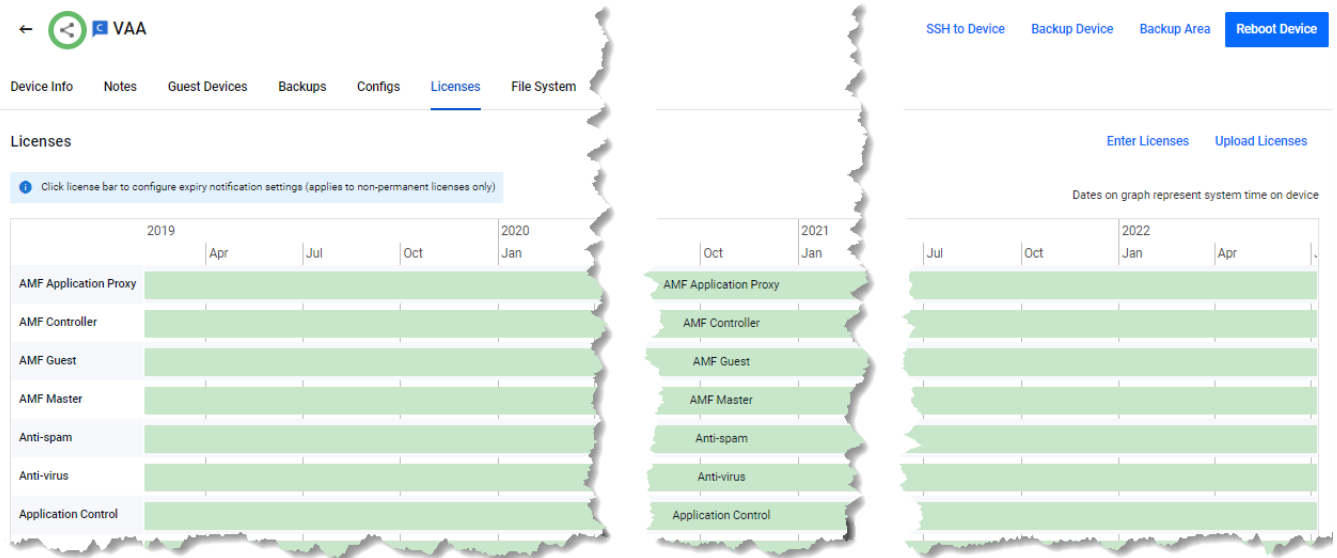 C VAA
SSH to Device Backup Device Backup Area Reboot Device
Device Info Notes Guest Devices Backups Configs Licenses File System
Licenses
Enter Licenses Upload Licenses
Click license bar to configure expiry notification settings (applies to non-permanent licenses only)
Dates on graph represent system time on device
2019 2020 2021 2022
Apr Jul Oct Jan Oct Jan Jul Oct Jan Apr
AMF Application Proxy AMF Application Proxy
AMF Controller AMF Controller
AMF Guest AMF Guest
AMF Master AMF Master
Anti-spam Anti-spam
Anti-virus Anti-virus
Application Control Application Control